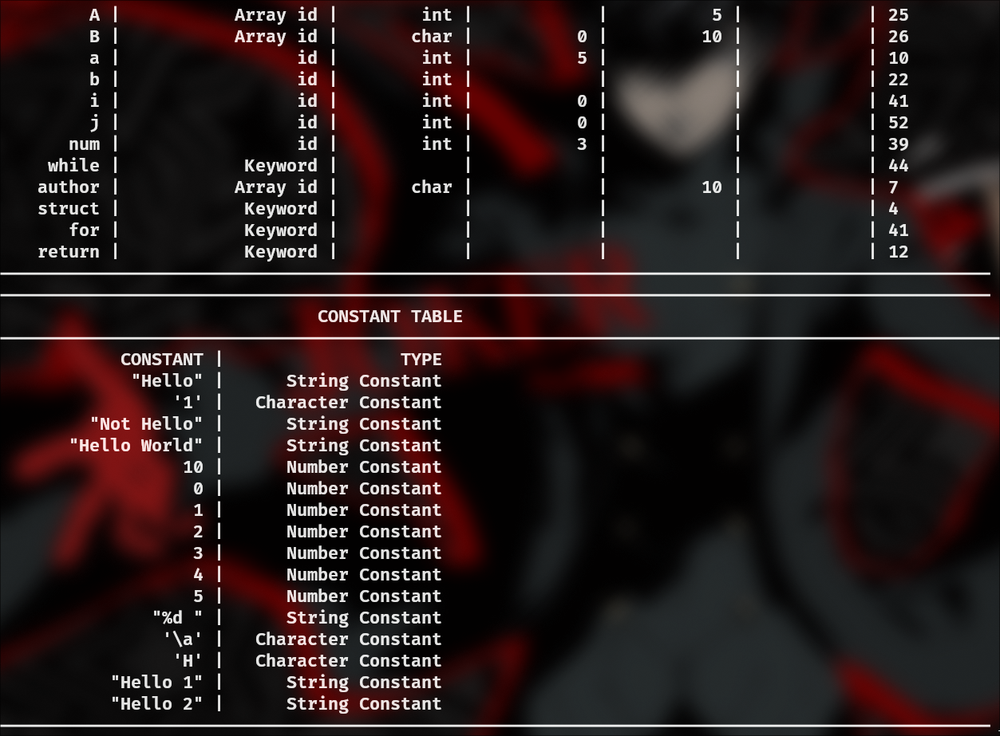 A | Array id | int | | 5 | | 25
B | Array id | char | 0 | 10 | | 26
a | id | int | 5 | | | 10
b | id | int | | | | 22
i | id | int | 0 | | | 41
j | id | int | 0 | | | 52
num | id | int | 3 | | | 39
while | Keyword | | | | | 44
author | Array id | char | | 10 | | 7
struct | Keyword | | | | | 4
for | Keyword | | | | | 41
return | Keyword | | | | | 12
CONSTANT TABLE
CONSTANT | TYPE
"Hello" | String Constant
'1' | Character Constant
"Not Hello" | String Constant
"Hello World" | String Constant
10 | Number Constant
0 | Number Constant
1 | Number Constant
2 | Number Constant
3 | Number Constant
4 | Number Constant
5 | Number Constant
"%d " | String Constant
'\a' | Character Constant
'H' | Character Constant
"Hello 1" | String Constant
"Hello 2" | String Constant